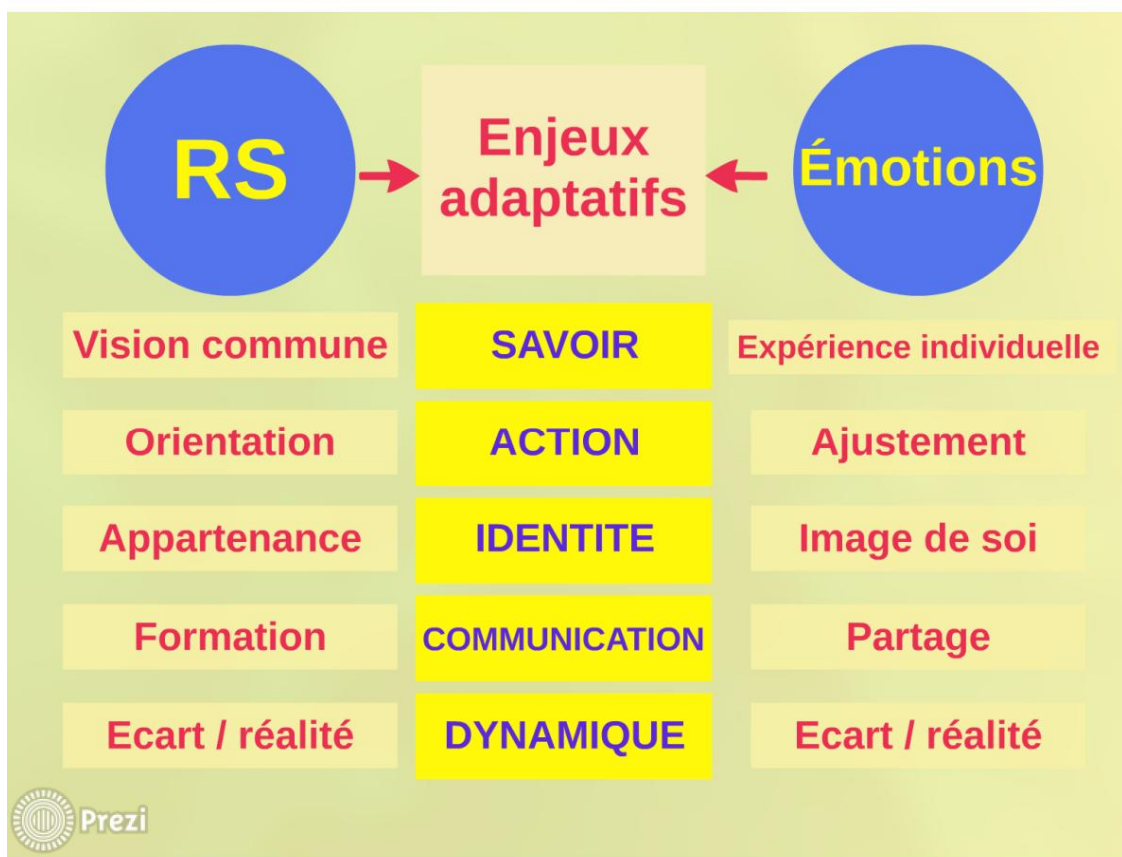 RS
Enjeux
adaptatifs
Émotions
Vision commune
SAVOIR
Expérience individuelle
Orientation
ACTION
Ajustement
Appartenance
IDENTITE
Image de soi
Formation
COMMUNICATION
Partage
Ecart / réalité
DYNAMIQUE
Ecart / réalité
Prezi